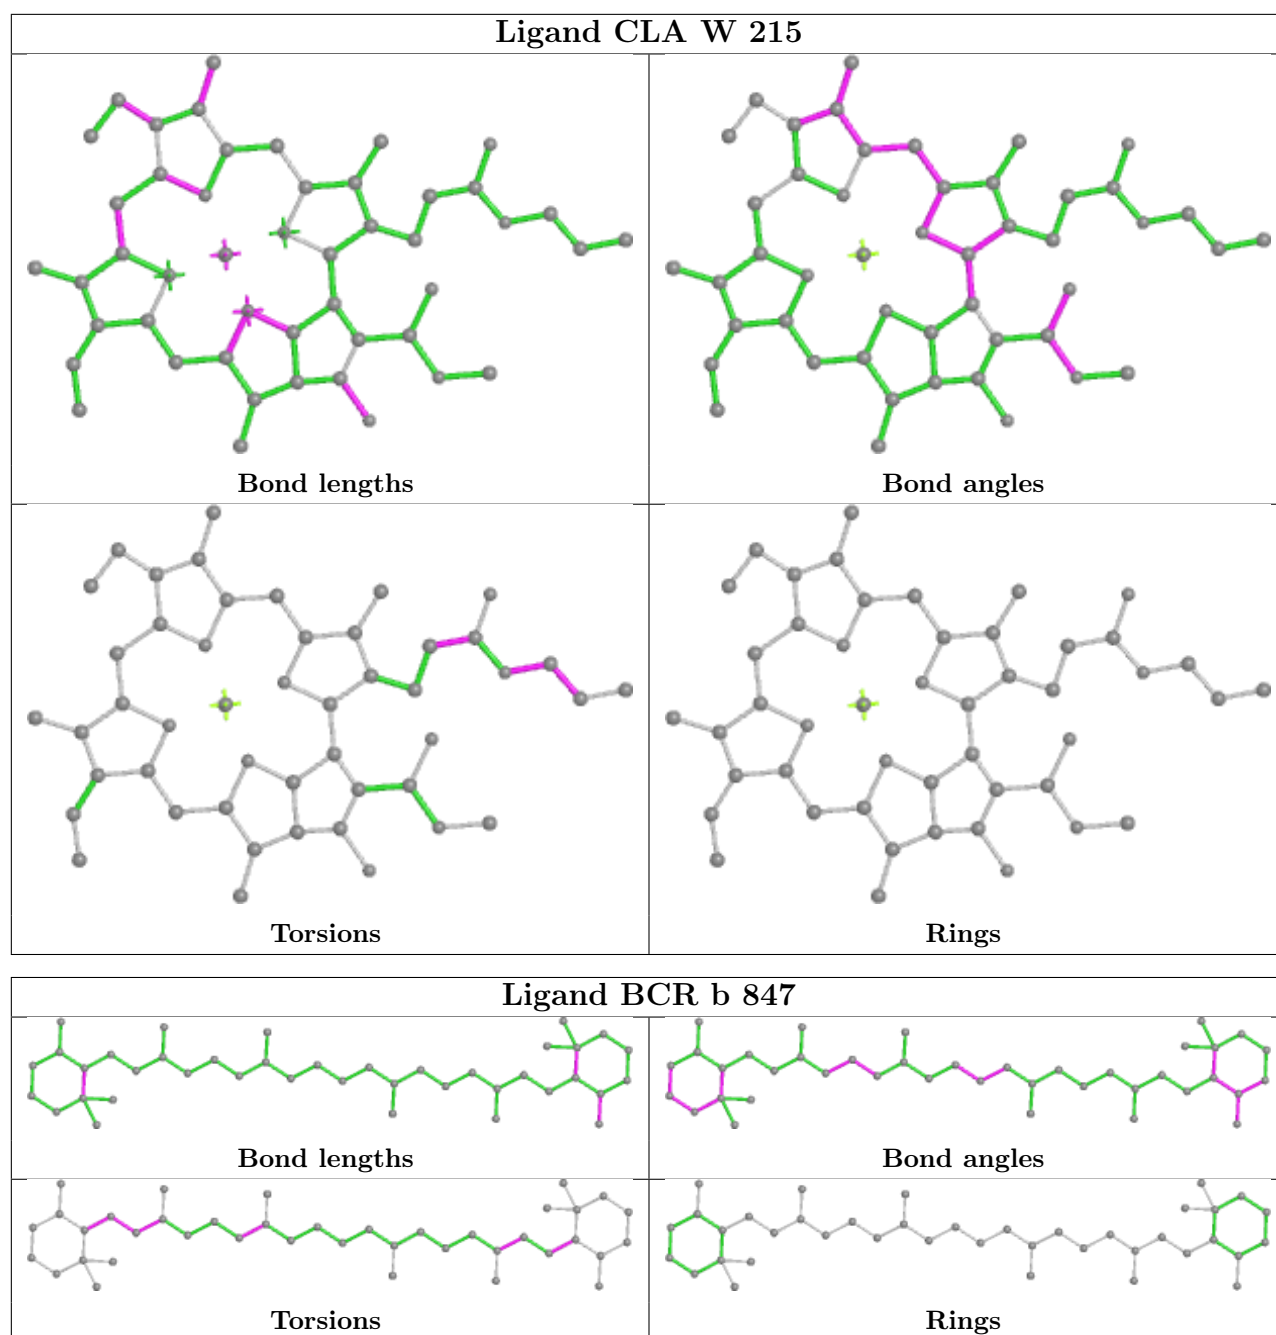 Ligand CLA W 215
Bond lengths
Bond angles
Torsions
Rings
Ligand BCR b 847
Bond lengths
Bond angles
Torsions
Rings